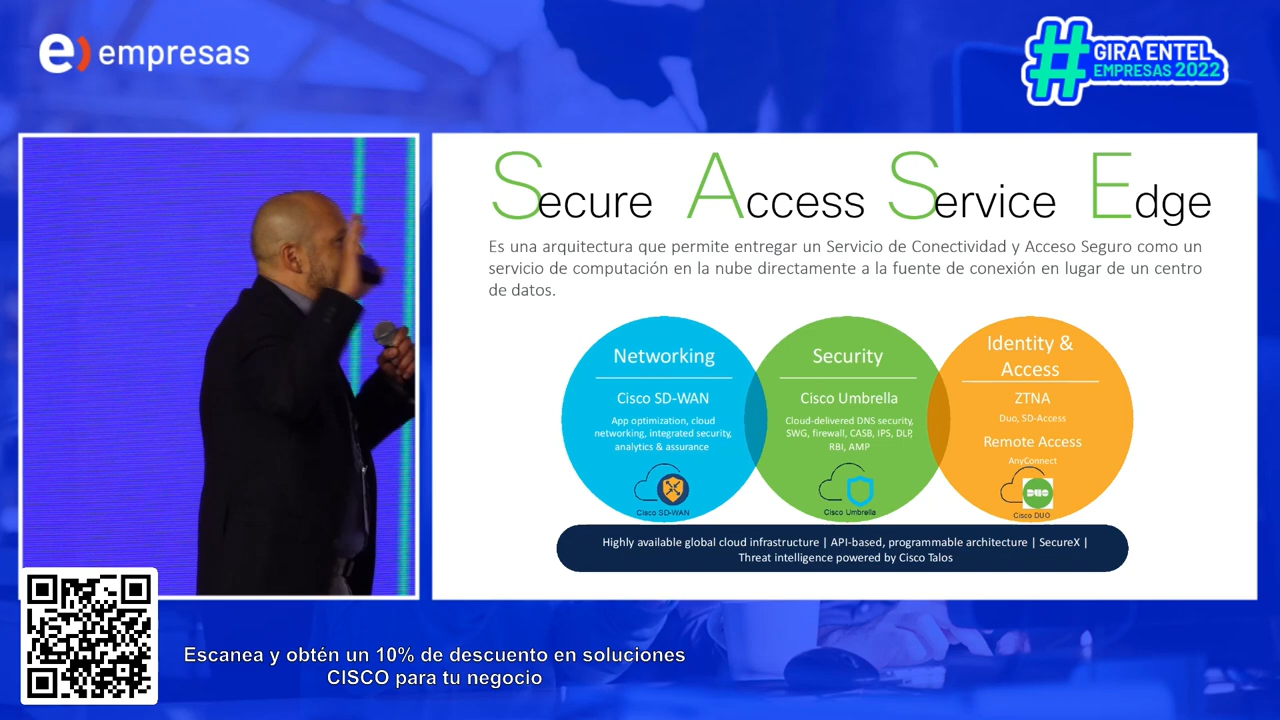 e) empresas
# GIRA ENTEL
EMPRESAS 2022
Secure Access Service Edge
Es una arquitectura que permite entregar un Servicio de Conectividad y Acceso Seguro como un
servicio de computación en la nube directamente a la fuente de conexión en lugar de un centro
de datos.
Networking
Cisco SD-WAN
App optimization, cloud
networking, integrated security,
analytics & assurance
Cisco SD-WAN
Security
Cisco Umbrella
Cloud-delivered DNS security,
SWG, firewall, CASB, IPS, DLP,
RBI, AMP
Cisco Umbrella
Identity &
Access
ZTNA
Duo, SD-Access
Remote Access
AnyConnect
DUO
Cisco DUO
Highly available global cloud infrastructure | API-based, programmable architecture | SecureX |
Threat intelligence powered by Cisco Talos
Escanea y obtén un 10% de descuento en soluciones
CISCO para tu negocio